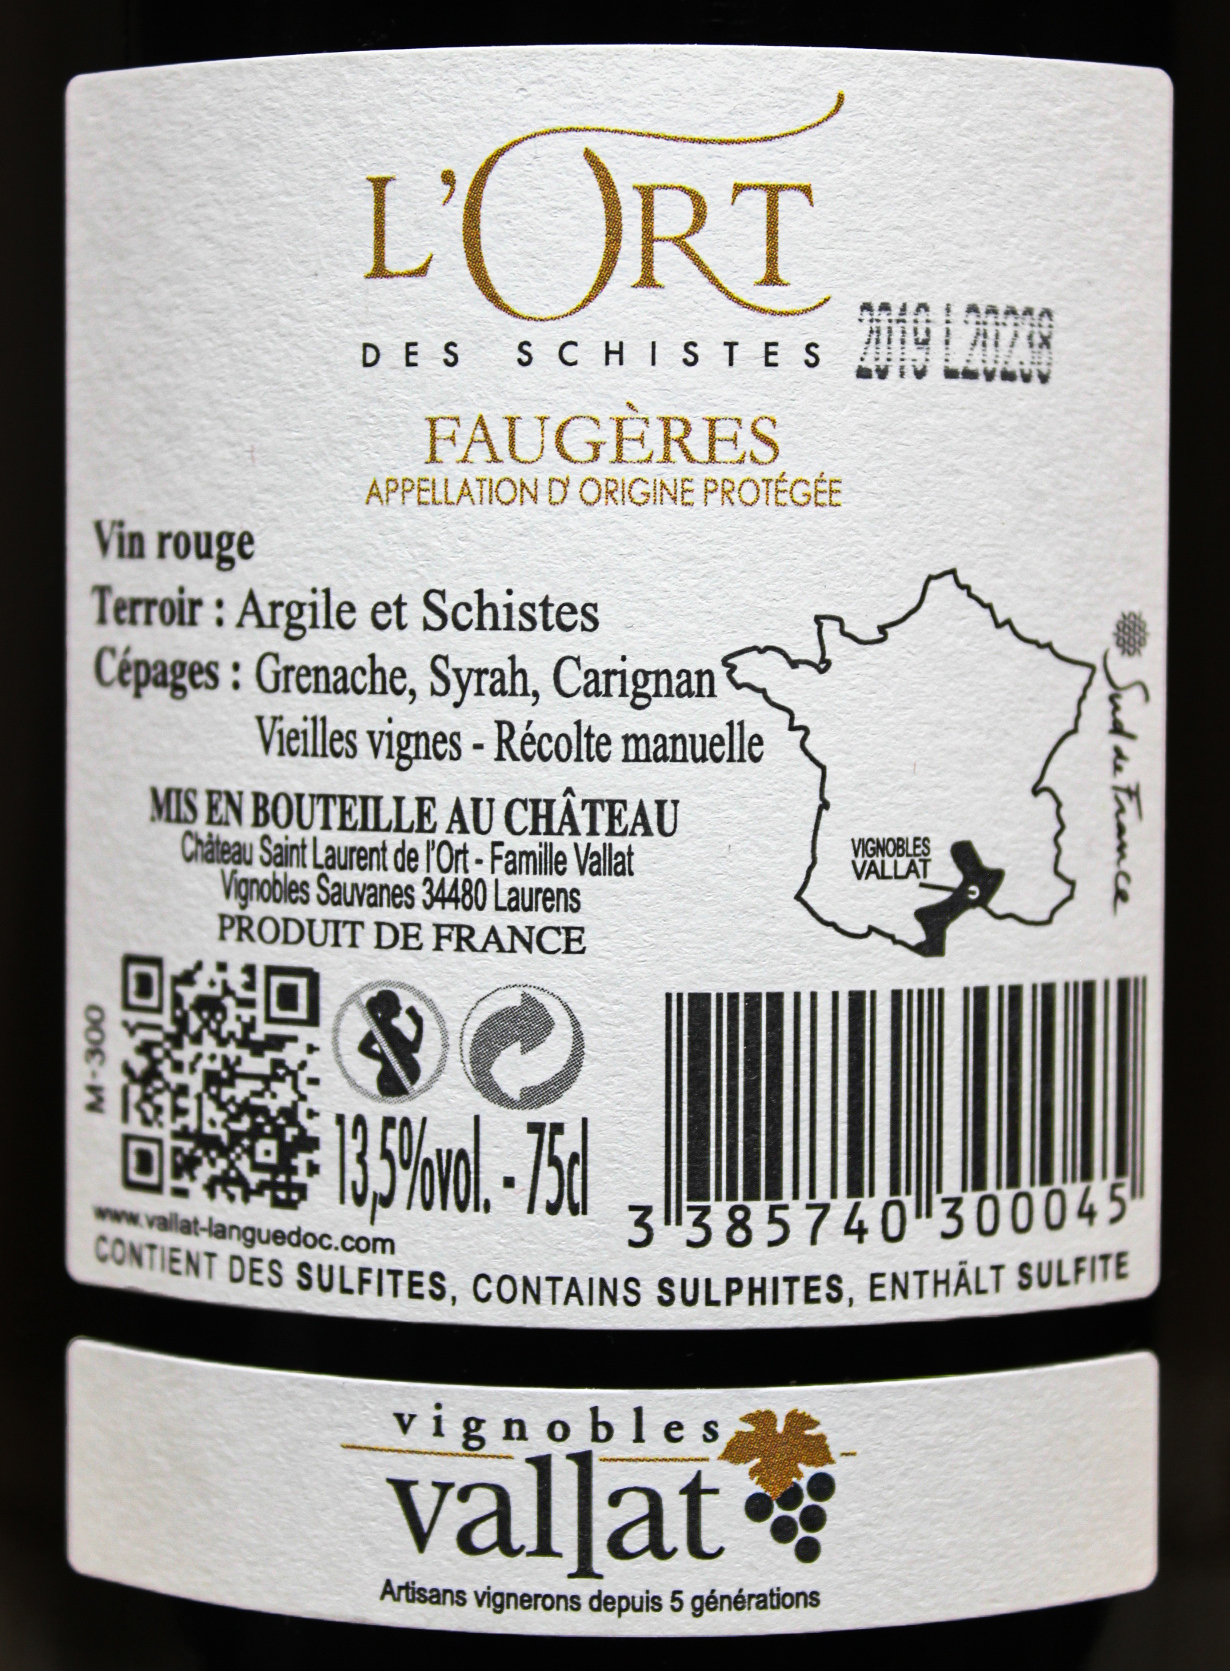 L'ORT
DES SCHISTES
2019 L20238
FAUGÈRES
APPELLATION D' ORIGINE PROTÉGÉE
Vin rouge
Terroir : Argile et Schistes
Cépages : Grenache, Syrah, Carignan
Vieilles vignes - Récolte manuelle
MIS EN BOUTEILLE AU CHÂTEAU
Château Saint Laurent de l'Ort - Famille Vallat
Vignobles Sauvanes 34480 Laurens
PRODUIT DE FRANCE
VIGNOBLES
VALLAT
Sud de France
M-300
13,5%vol. - 75cl
www.vallat-languedoc.com
3 385740 300045
CONTIENT DES SULFITES, CONTAINS SULPHITES, ENTHÄLT SULFITE
vignobles
vallat
Artisans vignerons depuis 5 générations